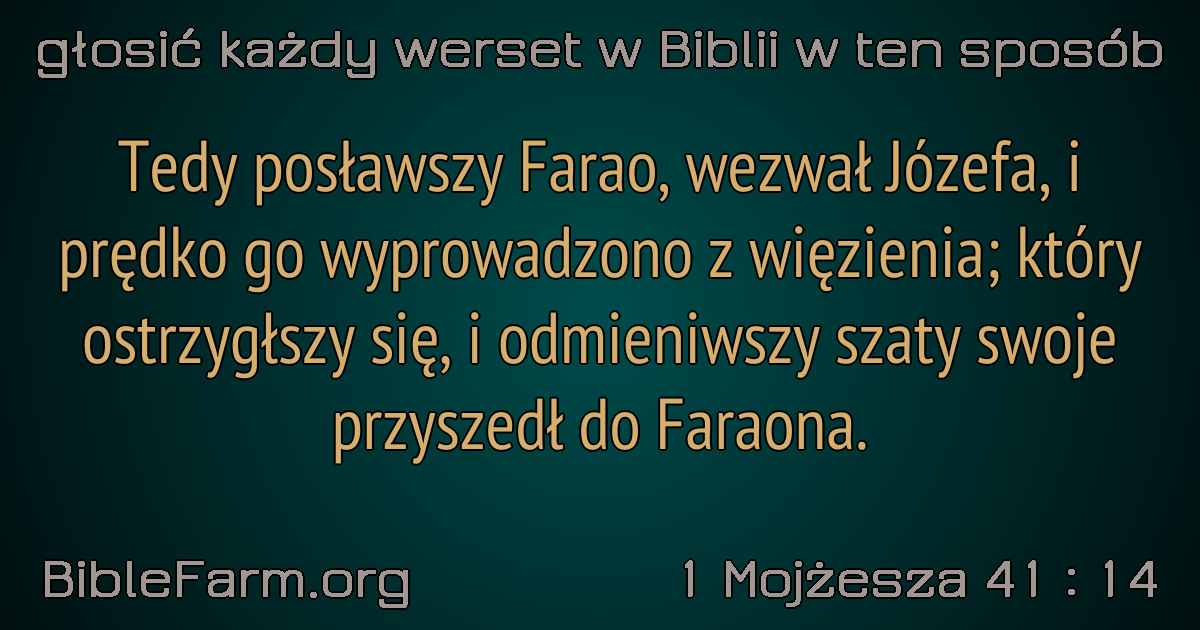 głosić każdy werset w Biblii w ten sposób
Tedy posławszy Farao, wezwał Józefa, i
prędko go wyprowadzono z więzienia; który
ostrzygłszy się, i odmieniwszy szaty swoje
przyszedł do Faraona.
BibleFarm.org
1 Mojżesza 41 : 14